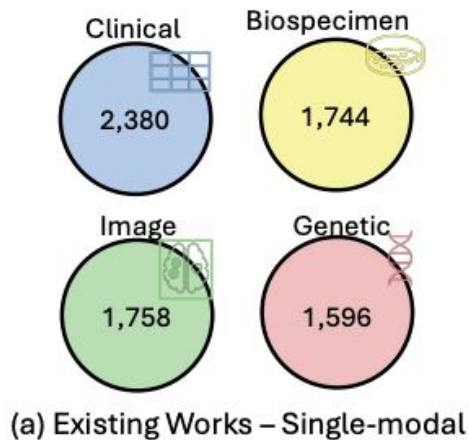 Clinical
2,380
Biospecimen
1,744
Image
1,758
Genetic
1,596
(a) Existing Works – Single-modal